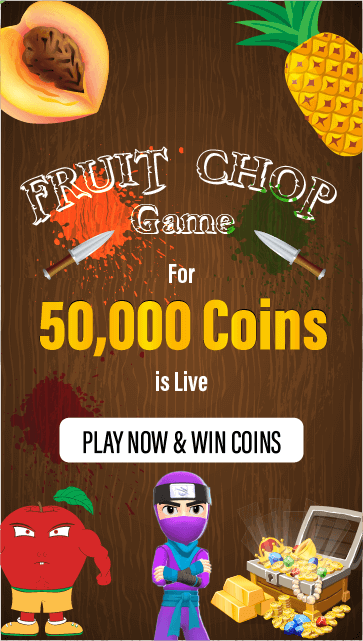 FRUIT CHOP
Game
For
50,000 Coins
is Live
PLAY NOW & WIN COINS